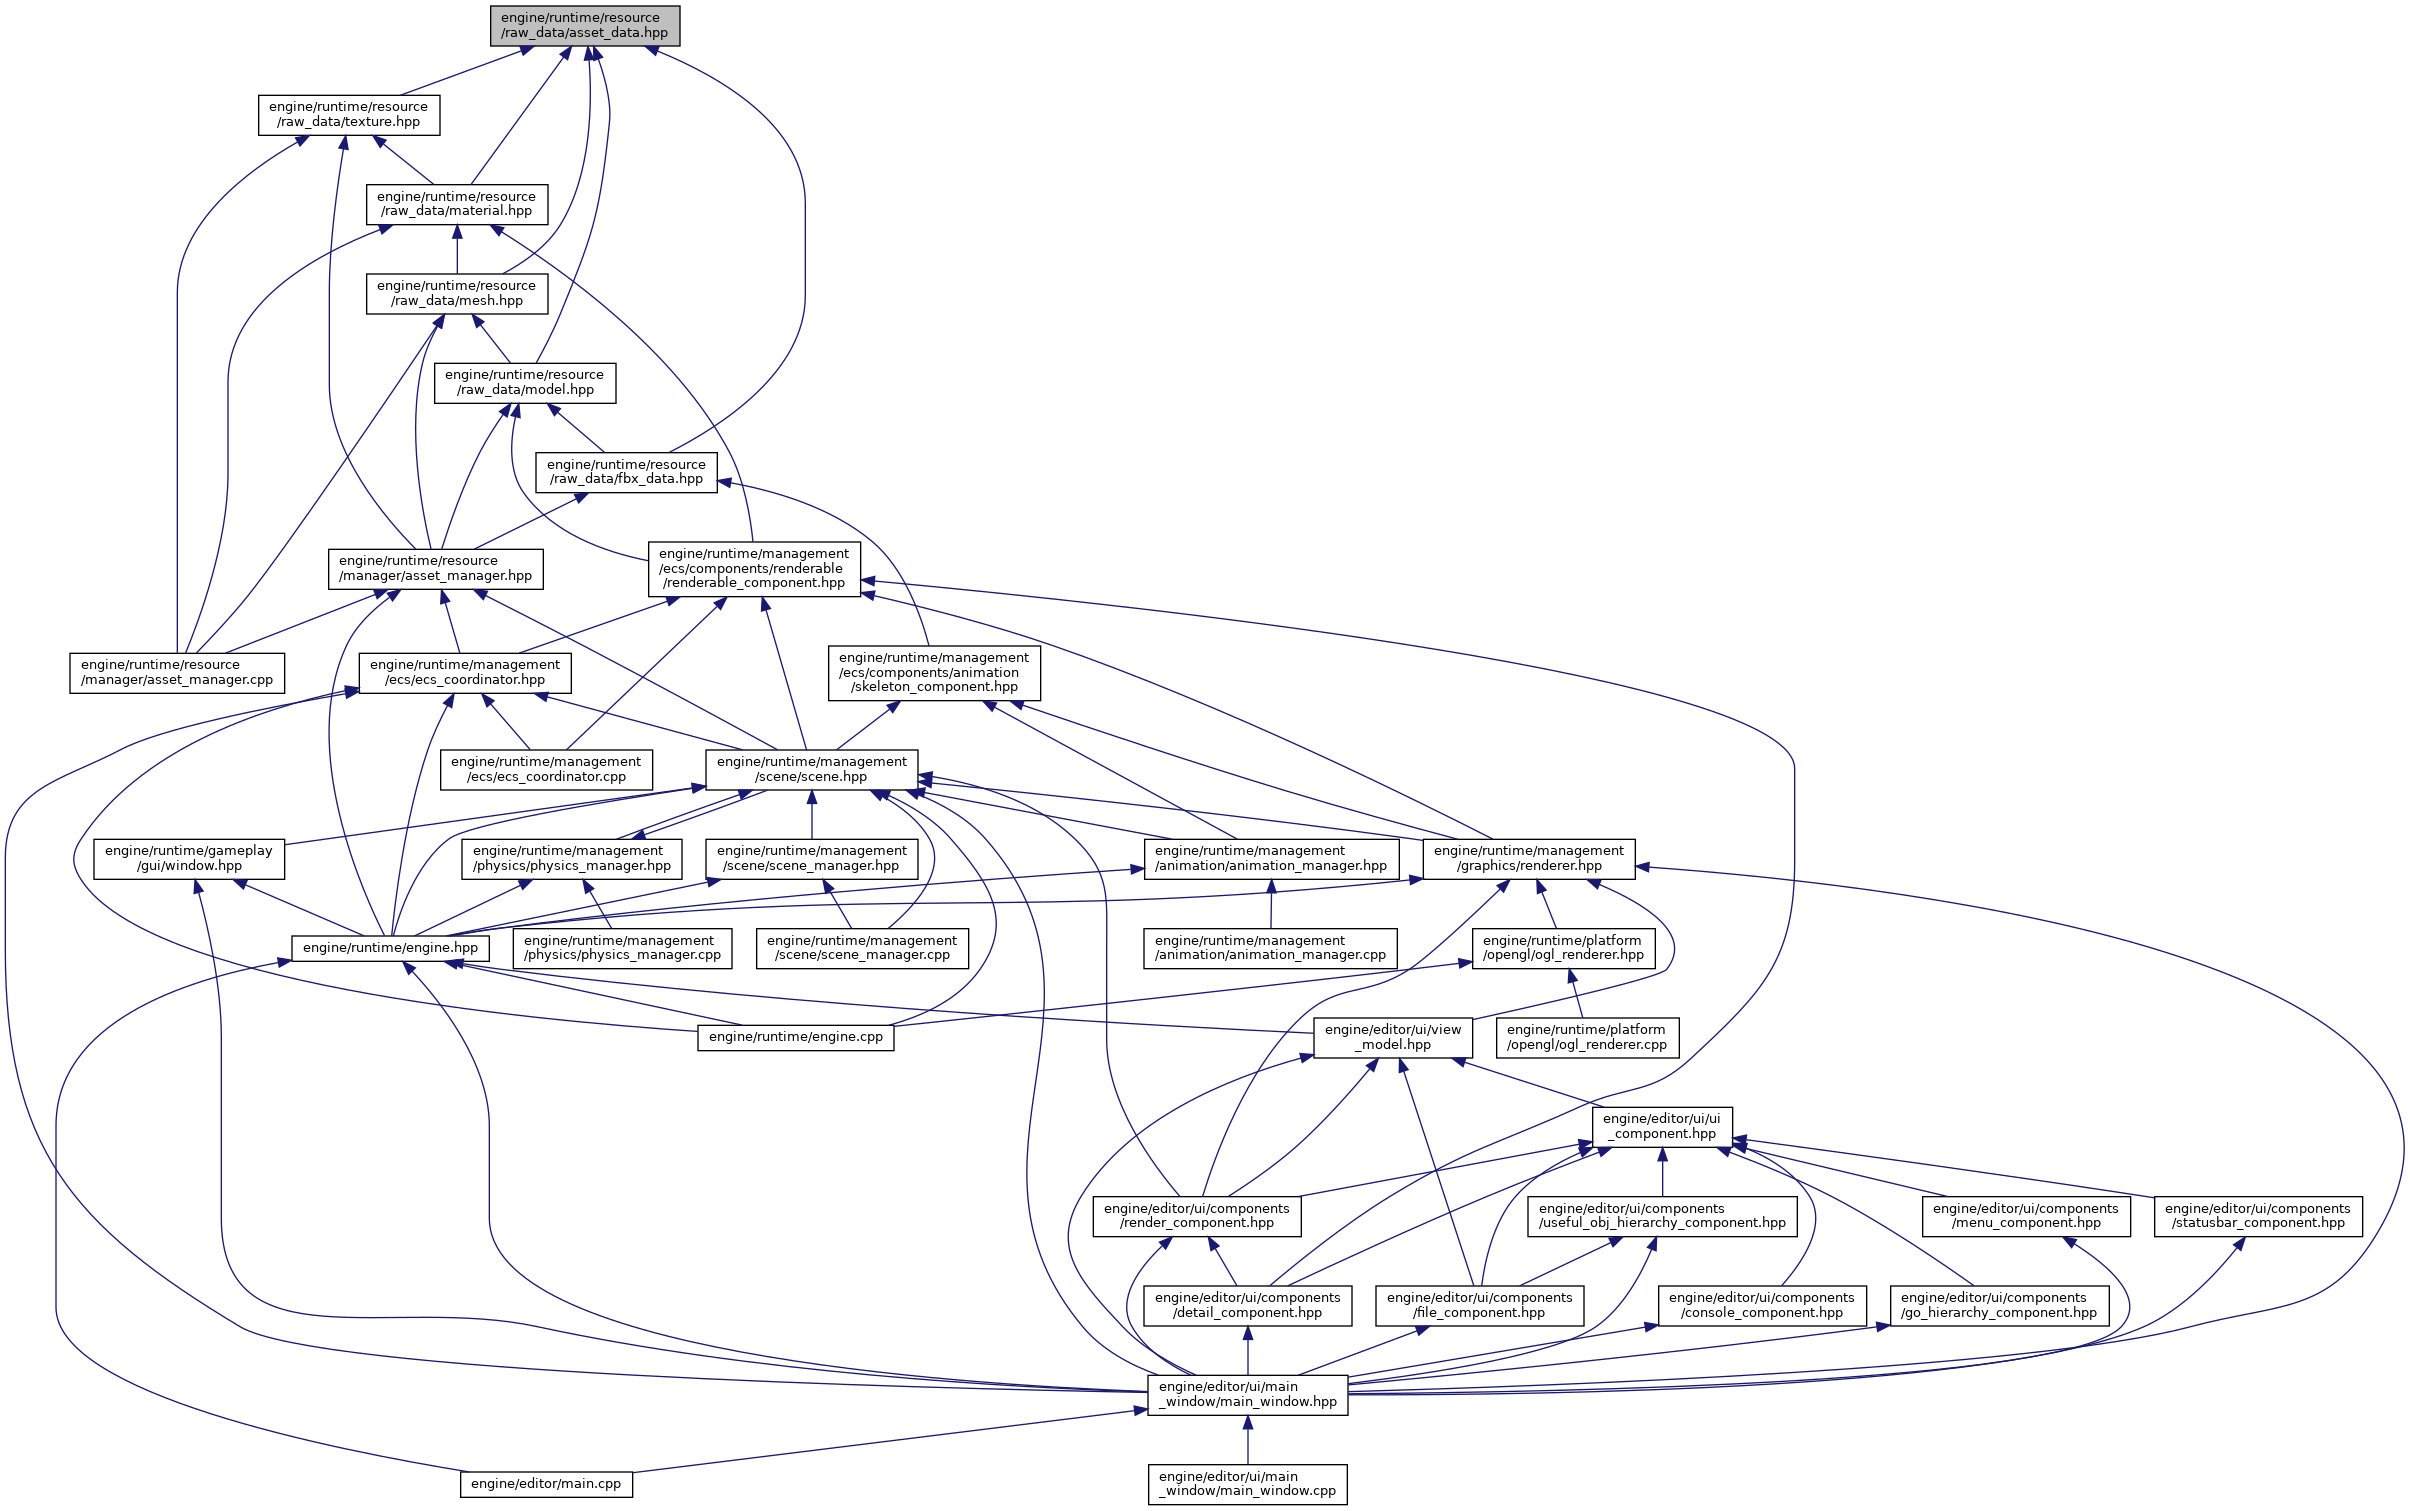 engine/runtime/resource
/raw_data/asset_data.hpp
engine/runtime/resource
/raw_data/texture.hpp
engine/runtime/resource
/raw_data/material.hpp
engine/runtime/resource
/raw_data/mesh.hpp
engine/runtime/resource
/raw_data/model.hpp
engine/runtime/resource
/raw_data/fbx_data.hpp
engine/runtime/resource
/manager/asset_manager.hpp
engine/runtime/management
/ecs/components/renderable
/renderable_component.hpp
engine/runtime/resource
/manager/asset_manager.cpp
engine/runtime/management
/ecs/ecs_coordinator.hpp
engine/runtime/management
/ecs/components/animation
/skeleton_component.hpp
engine/runtime/management
/ecs/ecs_coordinator.cpp
engine/runtime/management
/scene/scene.hpp
engine/runtime/gameplay
/gui/window.hpp
engine/runtime/management
/physics/physics_manager.hpp
engine/runtime/management
/scene/scene_manager.hpp
engine/runtime/management
/animation/animation_manager.hpp
engine/runtime/management
/graphics/renderer.hpp
engine/runtime/engine.hpp
engine/runtime/management
/physics/physics_manager.cpp
engine/runtime/management
/scene/scene_manager.cpp
engine/runtime/management
/animation/animation_manager.cpp
engine/runtime/platform
/opengl/ogl_renderer.hpp
engine/runtime/engine.cpp
engine/editor/ui/view
_model.hpp
engine/runtime/platform
/opengl/ogl_renderer.cpp
engine/editor/ui/ui
_component.hpp
engine/editor/ui/components
/render_component.hpp
engine/editor/ui/components
/useful_obj_hierarchy_component.hpp
engine/editor/ui/components
/menu_component.hpp
engine/editor/ui/components
/statusbar_component.hpp
engine/editor/ui/components
/detail_component.hpp
engine/editor/ui/components
/file_component.hpp
engine/editor/ui/components
/console_component.hpp
engine/editor/ui/components
/go_hierarchy_component.hpp
engine/editor/ui/main
_window/main_window.hpp
engine/editor/main.cpp
engine/editor/ui/main
_window/main_window.cpp